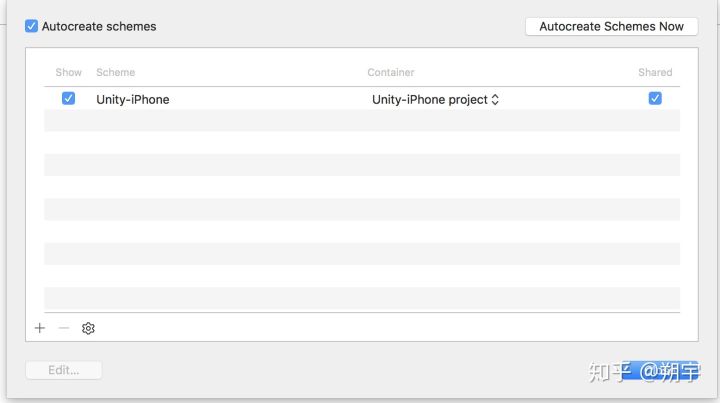 Autocreate schemes
Autocreate Schemes Now
Show Scheme Container Shared
Unity-iPhone Unity-iPhone project
Edit...
知乎 @朔宇